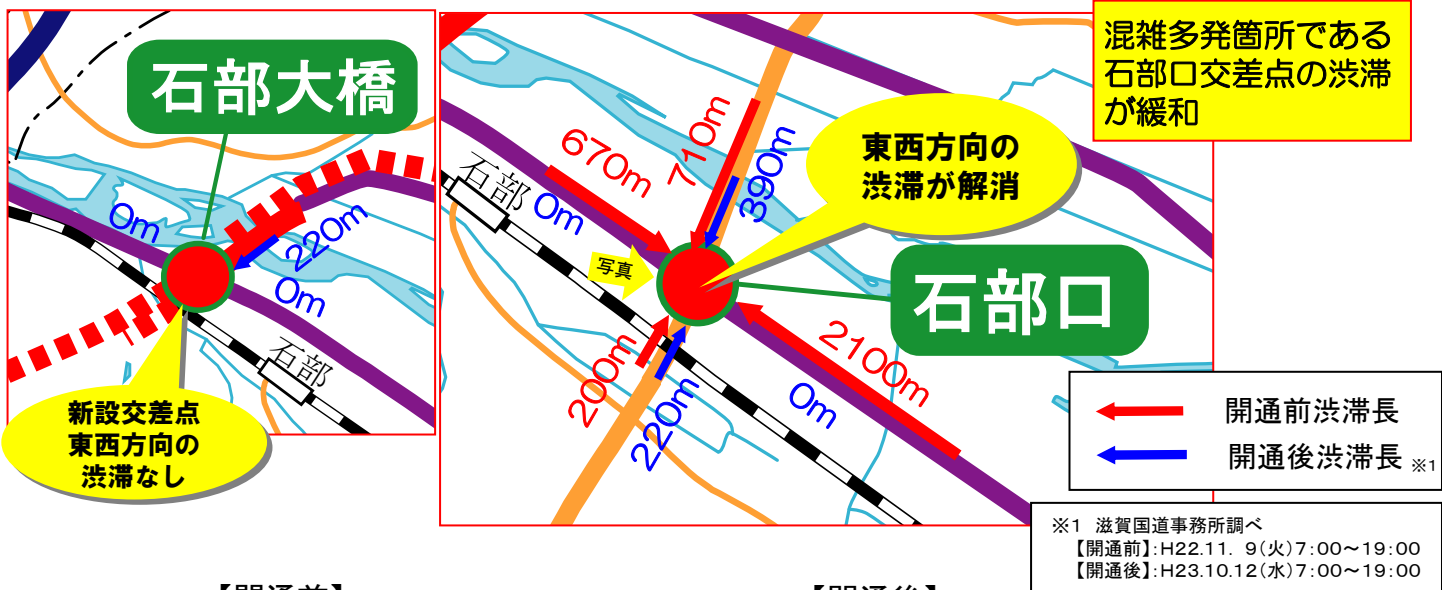 石部大橋
0m
220m
0m
石部
新設交差点
東西方向の
渋滞なし
混雑多発箇所である
石部口交差点の渋滞
が緩和
東西方向の
渋滞が解消
670m
710m
390m
石部
0m
写真
石部口
200m
220m
2100m
0m
開通前渋滞長
開通後渋滞長 ※1
※1 滋賀国道事務所調べ
【開通前】:H22.11. 9(火)7:00～19:00
【開通後】:H23.10.12(水)7:00～19:00
【開通前】
【開通後】